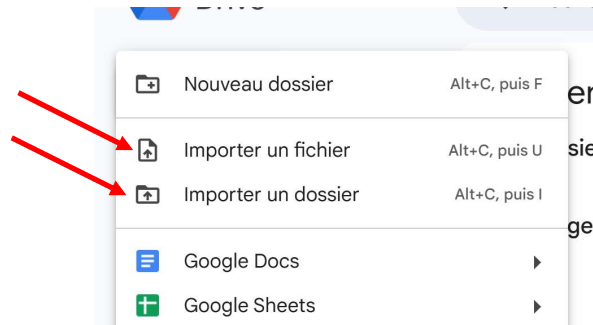 Nouveau dossier Alt+C, puis F
Importer un fichier Alt+C, puis U
Importer un dossier Alt+C, puis I
Google Docs
Google Sheets